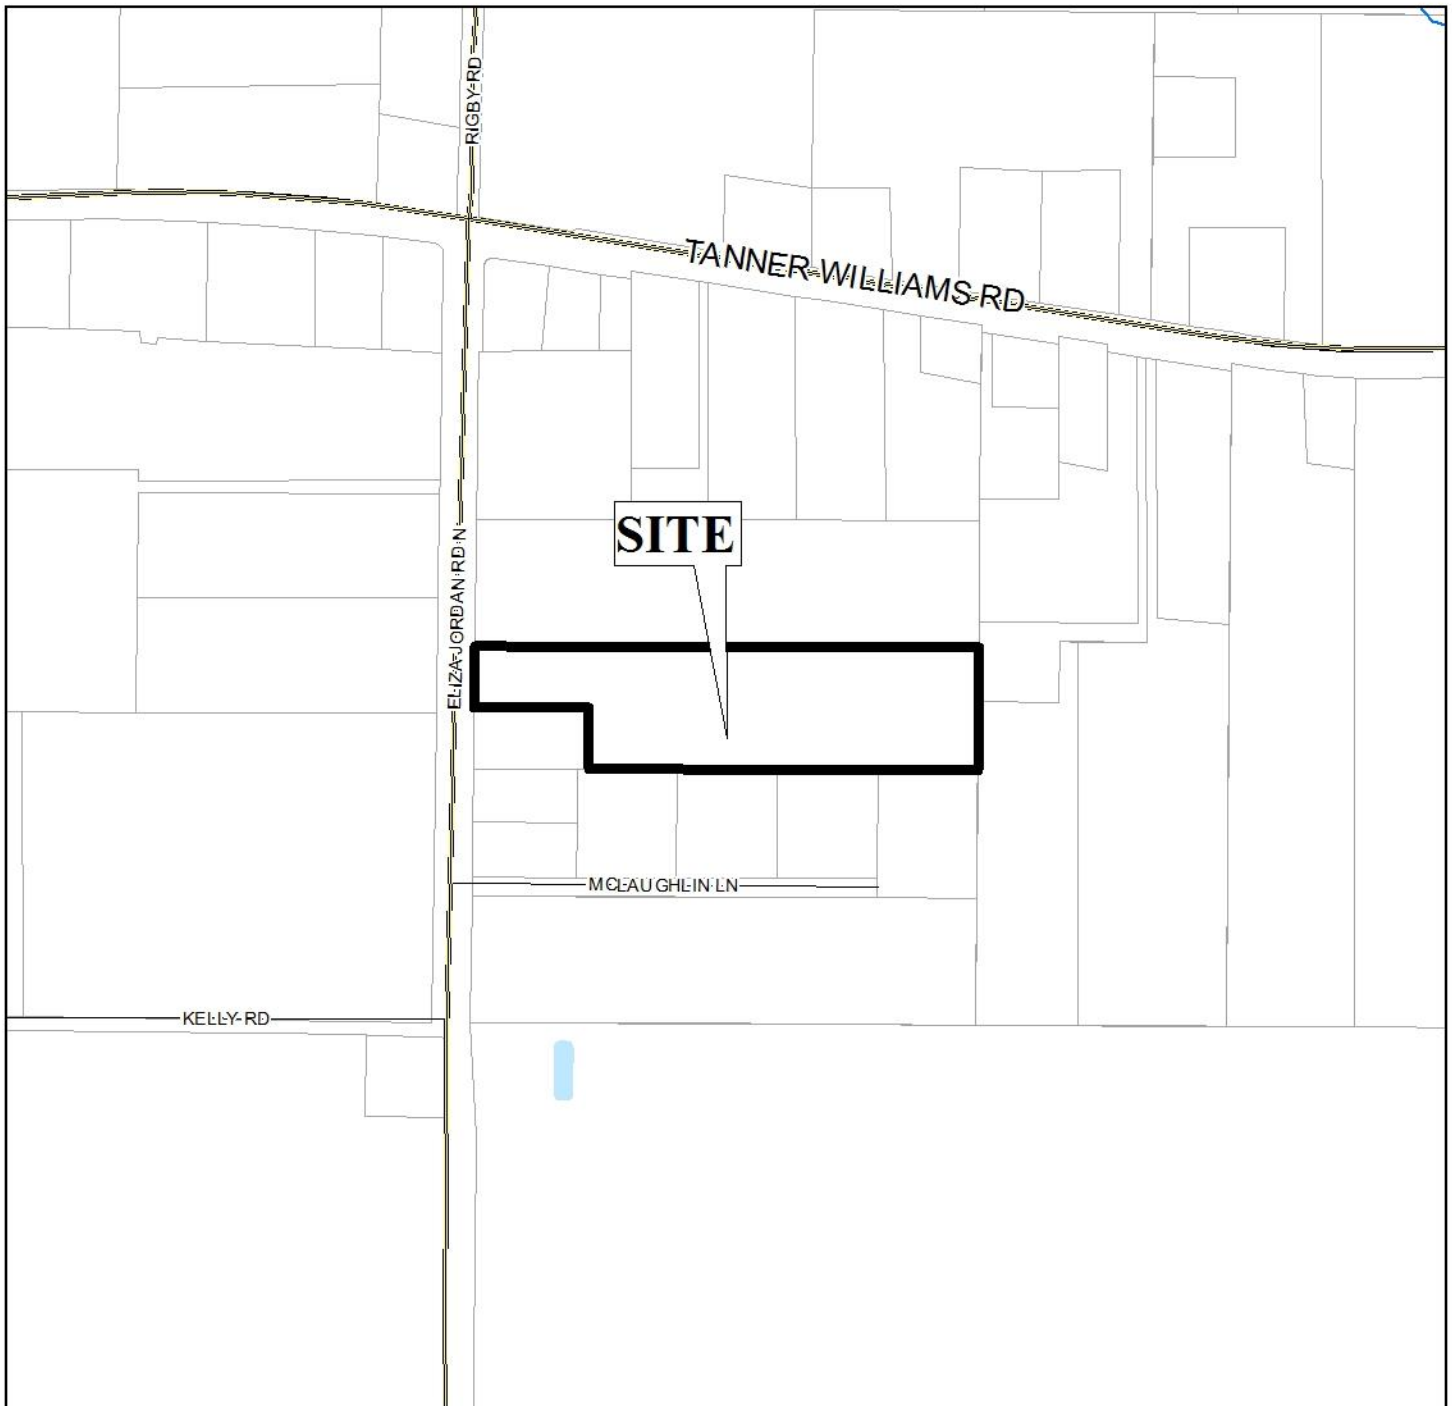 RIGBY RD
TANNER WILLIAMS RD
SITE
ELIZA JORDAN RD N
MCLAUGHLIN LN
KELLY RD